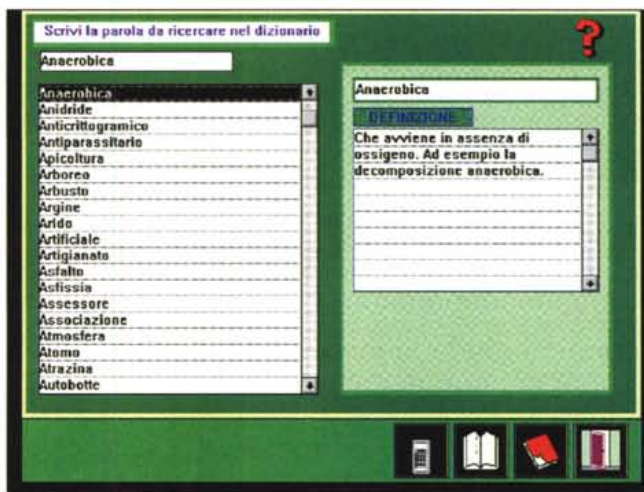 Scrivi la parola da ricercare nel dizionario
?
Anaerobica
Anaerobica
Anidride
Anticrittogramico
Antiparassitario
Apicoltura
Arboreo
Arbusto
Argine
Arido
Artificiale
Artigianato
Asfalto
Asfissia
Assessore
Associazione
Atmosfera
Atomo
Atrazina
Autobotte
Anaerobica
DEFINIZIONE
Che avviene in assenza di
ossigeno. Ad esempio la
decomposizione anaerobica.